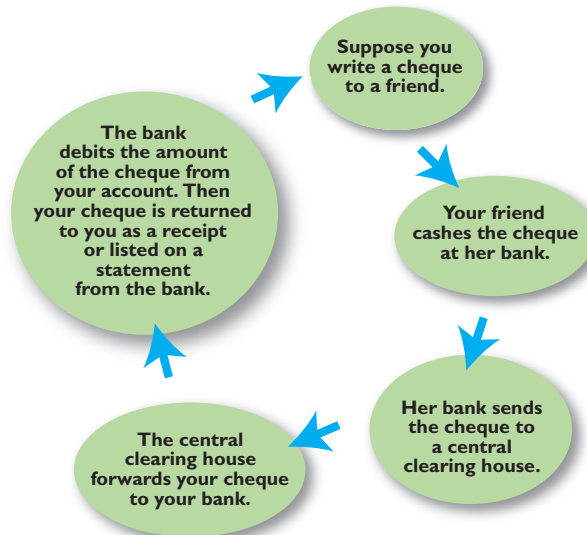 Suppose you
write a cheque
to a friend.
Your friend
cashes the cheque
at her bank.
Her bank sends
the cheque to
a central
clearing house.
The central
clearing house
forwards your cheque
to your bank.
The bank
debits the amount
of the cheque from
your account. Then
your cheque is returned
to you as a receipt
or listed on a
statement
from the bank.